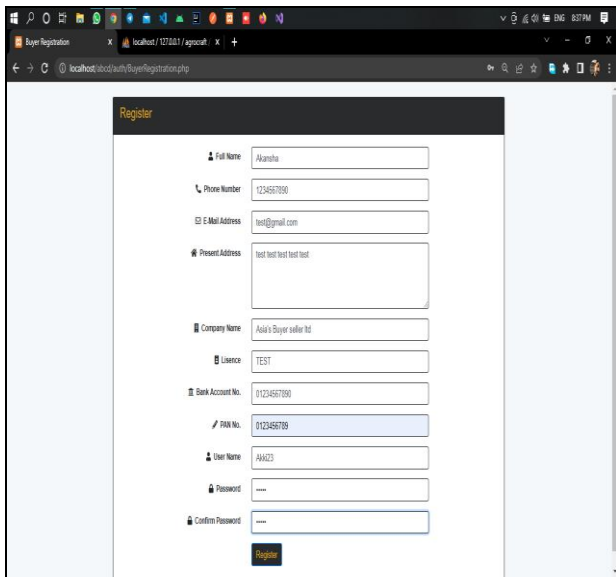 ENG 8:37 PM
Buyer Registration X localhost / 127.0.0.1 / agrocraft / X +
localhost/abcd/auth/BuyerRegistration.php
Register
Full Name Akansha
Phone Number 1234567890
E-Mail Address test@gmail.com
Present Address test test test test test
Company Name Asia's Buyer seller ltd
Lisence TEST
Bank Account No. 01234567890
PAN No. 0123456789
User Name Akki23
Password •••••
Confirm Password •••••
Register